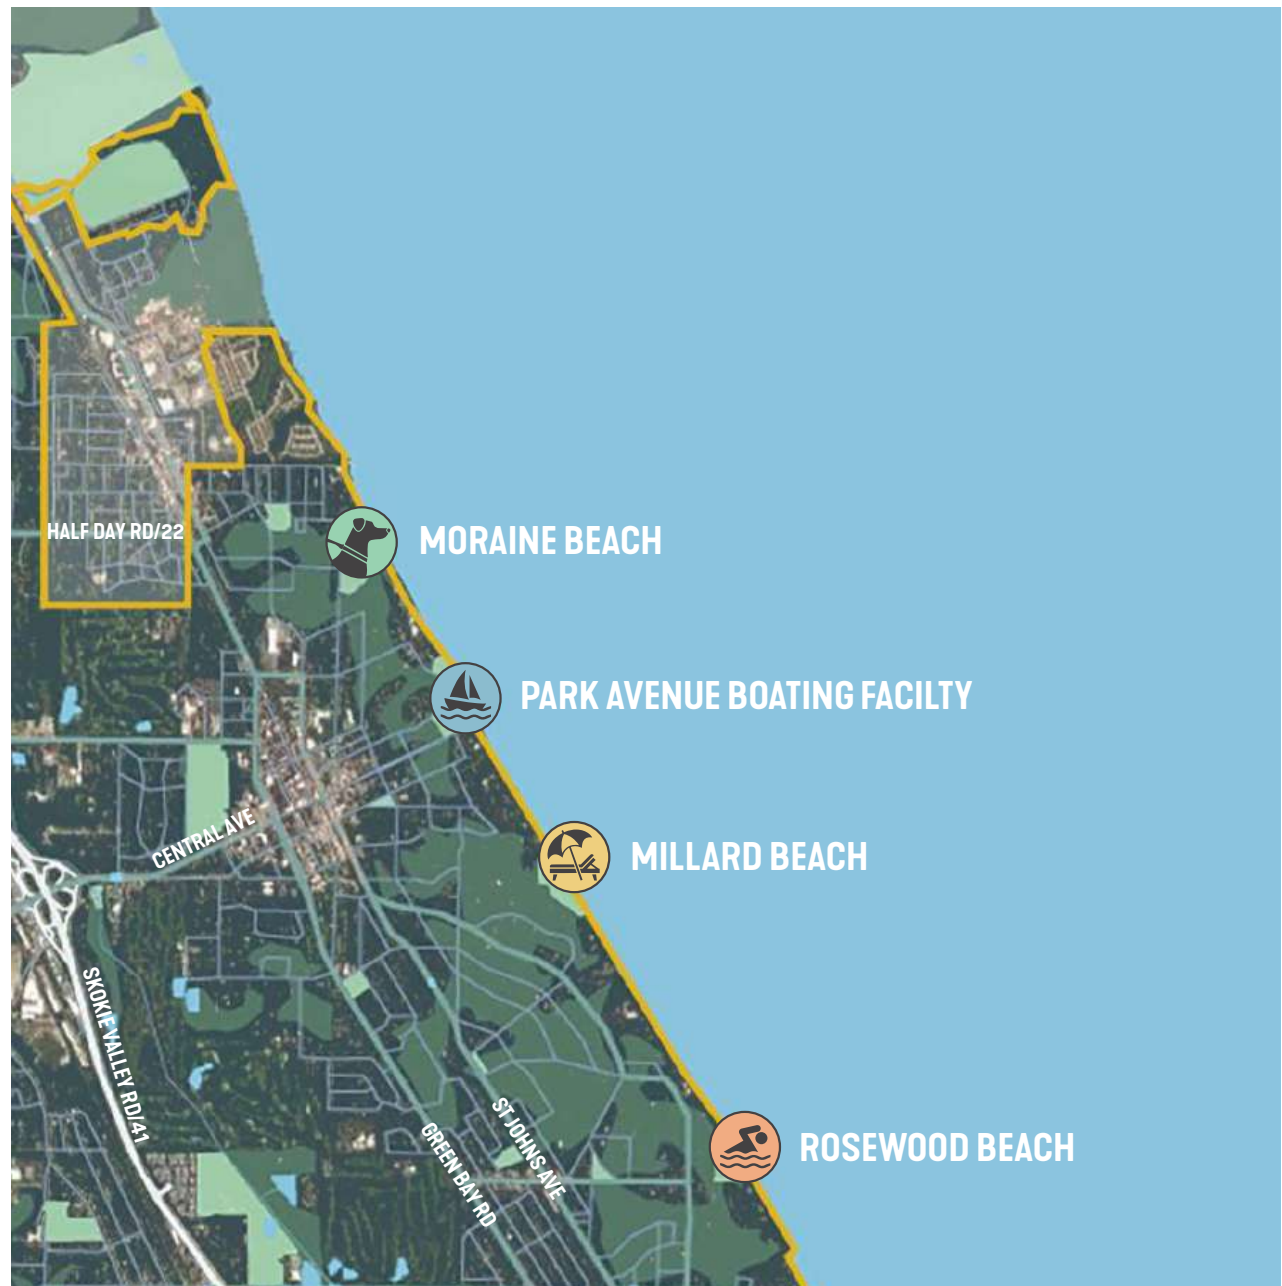 HALF DAY RD/22
MORAINE BEACH
PARK AVENUE BOATING FACILTY
CENTRAL AVE
MILLARD BEACH
SKOKIE VALLEY RD/41
GREEN BAY RD
ST JOHNS AVE
ROSEWOOD BEACH